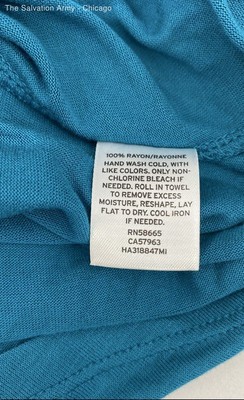 The Salvation Army - Chicago
100% RAYON/RAYONNE
HAND WASH COLD, WITH
LIKE COLORS. ONLY NON-
CHLORINE BLEACH IF
NEEDED. ROLL IN TOWEL
TO REMOVE EXCESS
MOISTURE, RESHAPE, LAY
FLAT TO DRY. COOL IRON
IF NEEDED.
RN58665
CA57963
HA318847MI